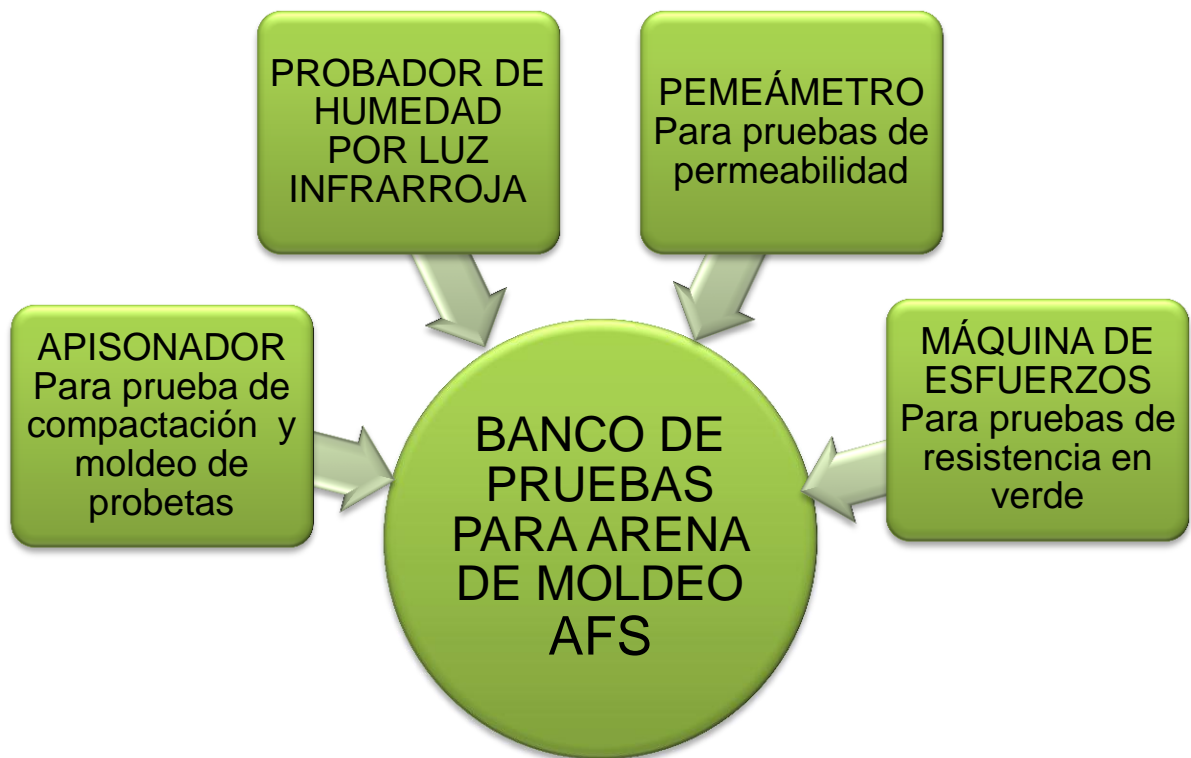 PROBADOR DE
HUMEDAD
POR LUZ
INFRARROJA
PEMEÁMETRO
Para pruebas de
permeabilidad
APISONADOR
Para prueba de
compactación y
moldeo de
probetas
MÁQUINA DE
ESFUERZOS
Para pruebas de
resistencia en
verde
BANCO DE
PRUEBAS
PARA ARENA
DE MOLDEO
AFS